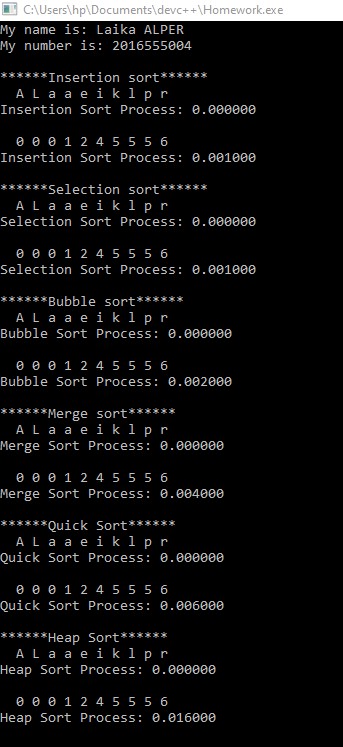 C:\Users\hp\Documents\devc++\Homework.exe
My name is: Laika ALPER
My number is: 2016555004
******Insertion sort******
A L a a e i k l p r
Insertion Sort Process: 0.000000
0 0 0 1 2 4 5 5 5 6
Insertion Sort Process: 0.001000
******Selection sort******
A L a a e i k l p r
Selection Sort Process: 0.000000
0 0 0 1 2 4 5 5 5 6
Selection Sort Process: 0.001000
******Bubble sort******
A L a a e i k l p r
Bubble Sort Process: 0.000000
0 0 0 1 2 4 5 5 5 6
Bubble Sort Process: 0.002000
******Merge sort******
A L a a e i k l p r
Merge Sort Process: 0.000000
0 0 0 1 2 4 5 5 5 6
Merge Sort Process: 0.004000
******Quick Sort******
A L a a e i k l p r
Quick Sort Process: 0.000000
0 0 0 1 2 4 5 5 5 6
Quick Sort Process: 0.006000
******Heap Sort******
A L a a e i k l p r
Heap Sort Process: 0.000000
0 0 0 1 2 4 5 5 5 6
Heap Sort Process: 0.016000